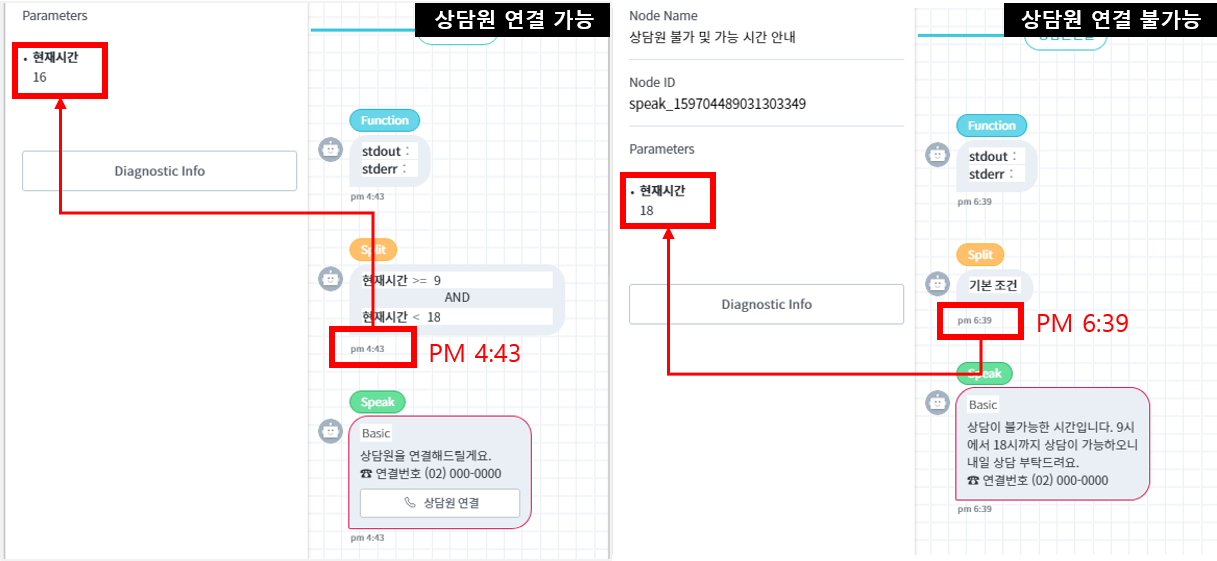 Parameters
상담원 연결 가능
• 현재시간
16
Function
stdout :
stderr :
Diagnostic Info
pm 4:43
Split
현재시간 >= 9
AND
현재시간 < 18
pm 4:43
PM 4:43
Speak
Basic
상담원을 연결해드릴게요.
☎ 연결번호 (02) 000-0000
상담원 연결
pm 4:43
Node Name
상담원 연결 불가능
상담원 불가 및 가능 시간 안내
Node ID
speak_159704489031303349
Function
Parameters
stdout :
stderr :
• 현재시간
18
pm 6:39
Split
기본 조건
Diagnostic Info
pm 6:39
PM 6:39
Speak
Basic
상담이 불가능한 시간입니다. 9시
에서 18시까지 상담이 가능하오니
내일 상담 부탁드려요.
☎ 연결번호 (02) 000-0000
pm 6:39